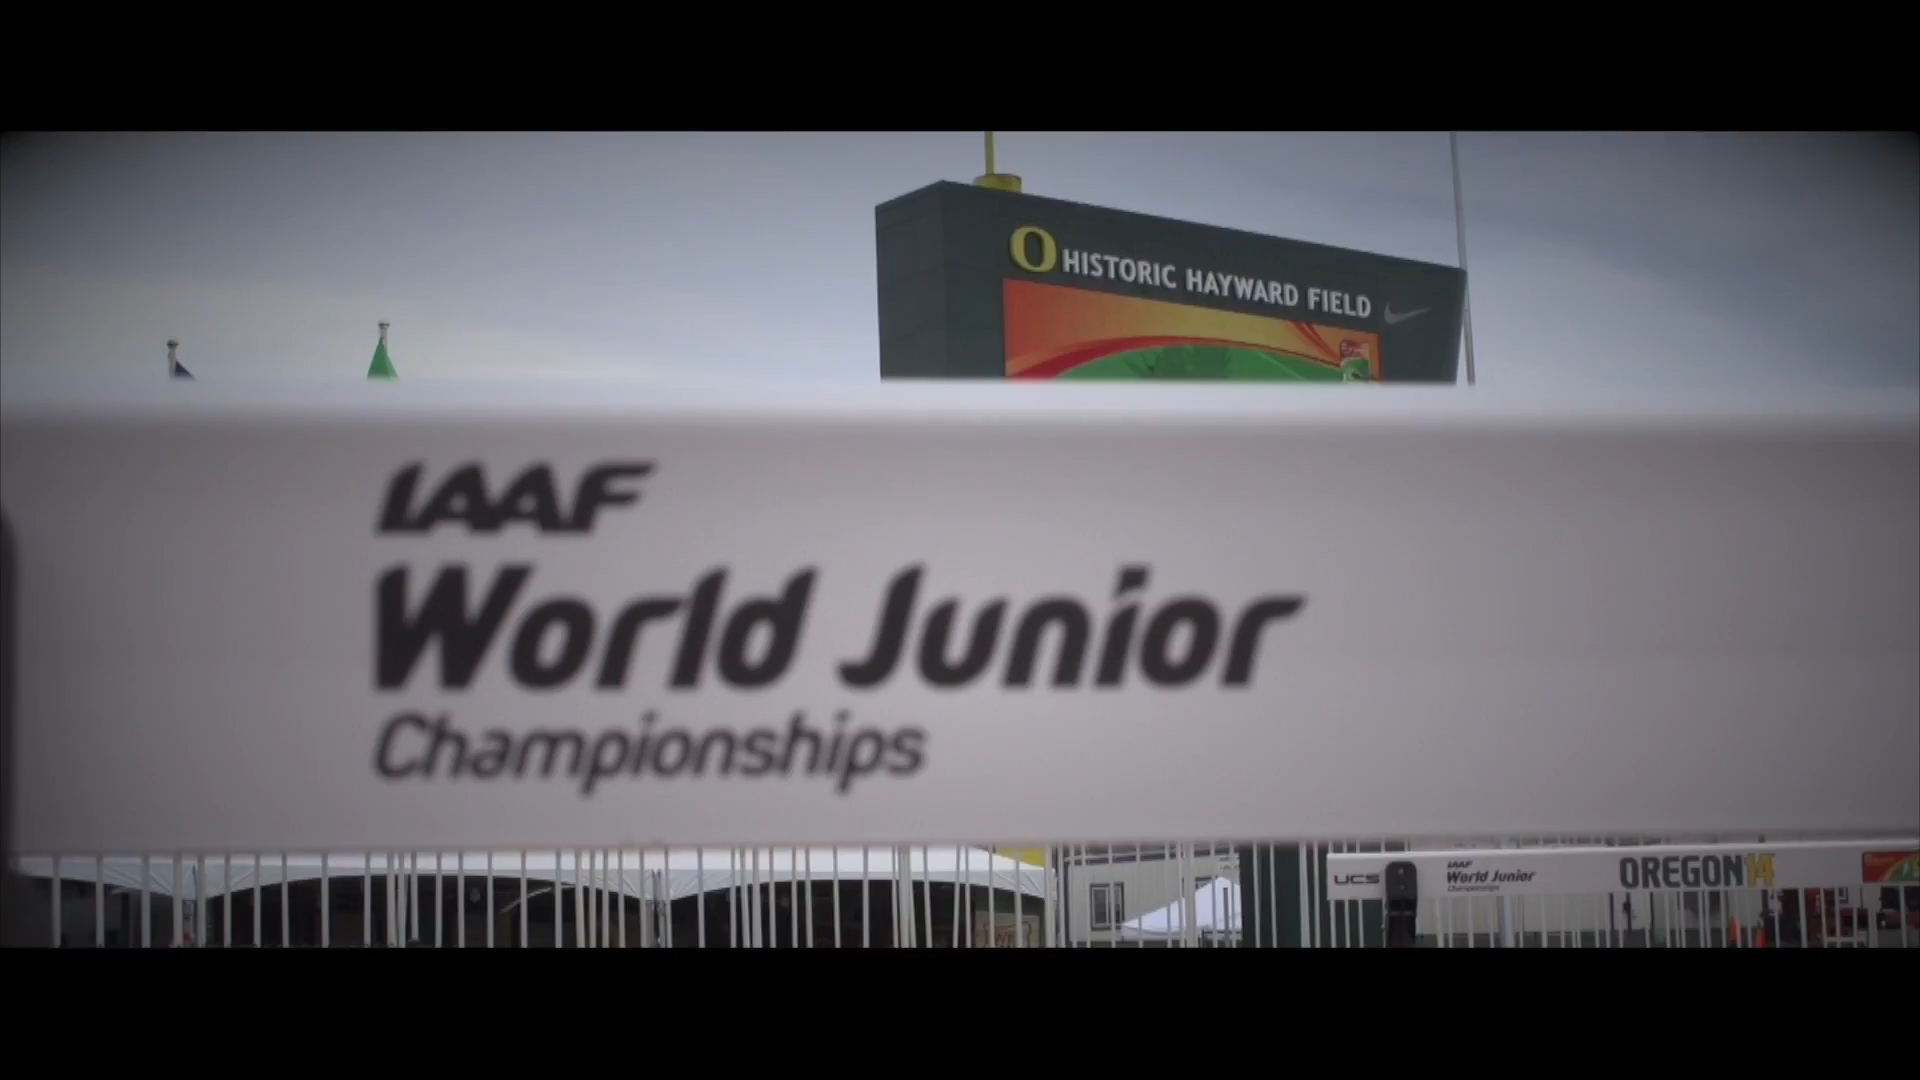 O HISTORIC HAYWARD FIELD
IAAF
World Junior
Championships
UCS
IAAF
World Junior
Championships
OREGON14